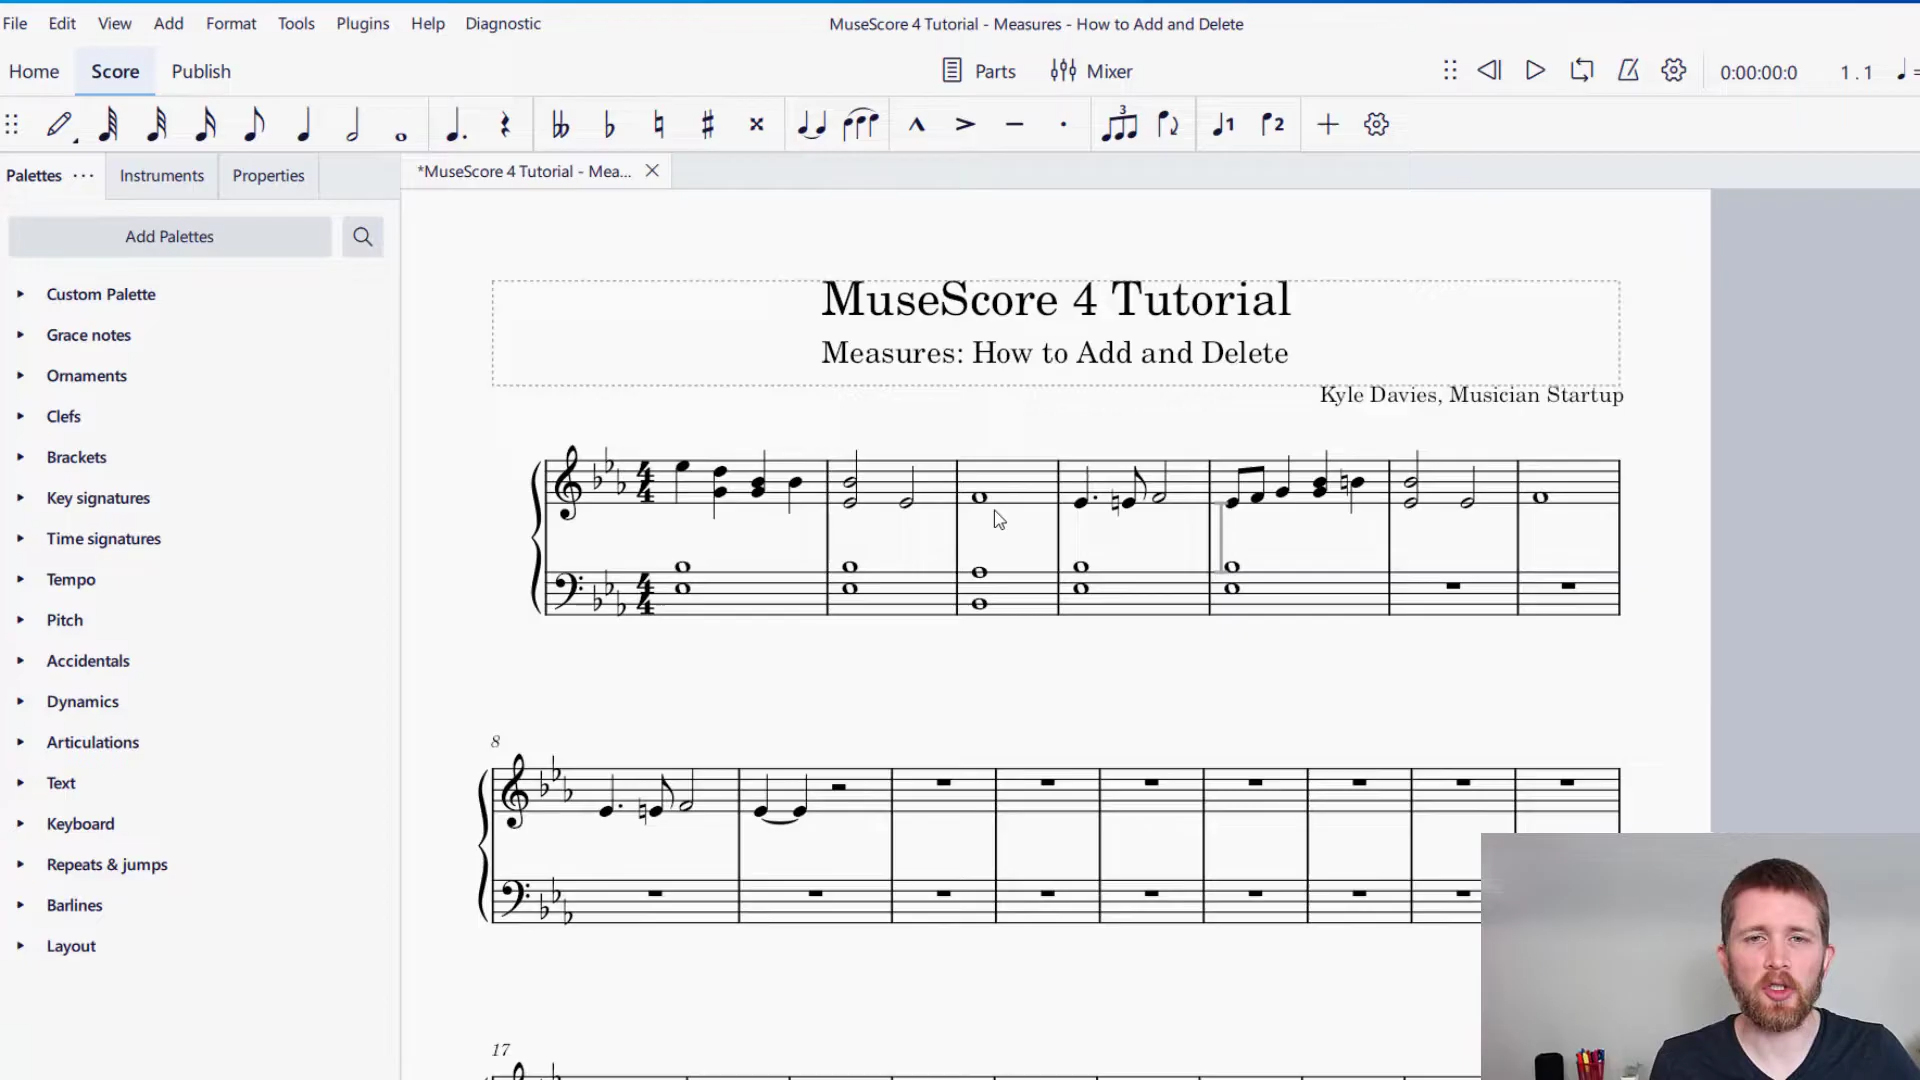 File Edit View Add Format Tools Plugins Help Diagnostic MuseScore 4 Tutorial - Measures - How to Add and Delete
Home Score Publish Parts Mixer 0:00:00:0 1 . 1 =
3 1 2
Palettes ··· Instruments Properties *MuseScore 4 Tutorial - Mea...
Add Palettes
Custom Palette
Grace notes
Ornaments
Clefs
Brackets
Key signatures
Time signatures
Tempo
Pitch
Accidentals
Dynamics
Articulations
Text
Keyboard
Repeats & jumps
Barlines
Layout
MuseScore 4 Tutorial
Measures: How to Add and Delete
Kyle Davies, Musician Startup
8
17